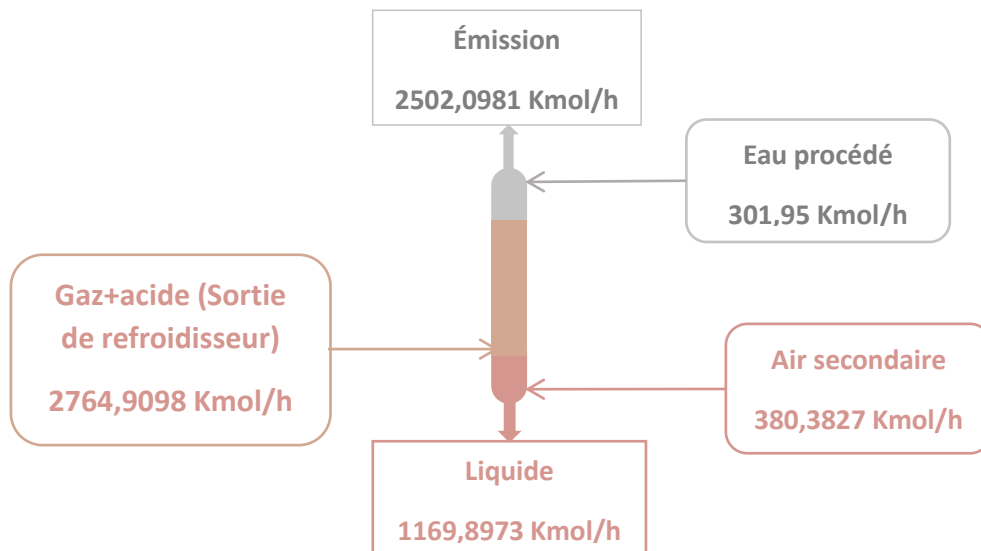 Émission
2502,0981 Kmol/h
Eau procédé
301,95 Kmol/h
Gaz+acide (Sortie
de refroidisseur)
2764,9098 Kmol/h
Air secondaire
380,3827 Kmol/h
Liquide
1169,8973 Kmol/h